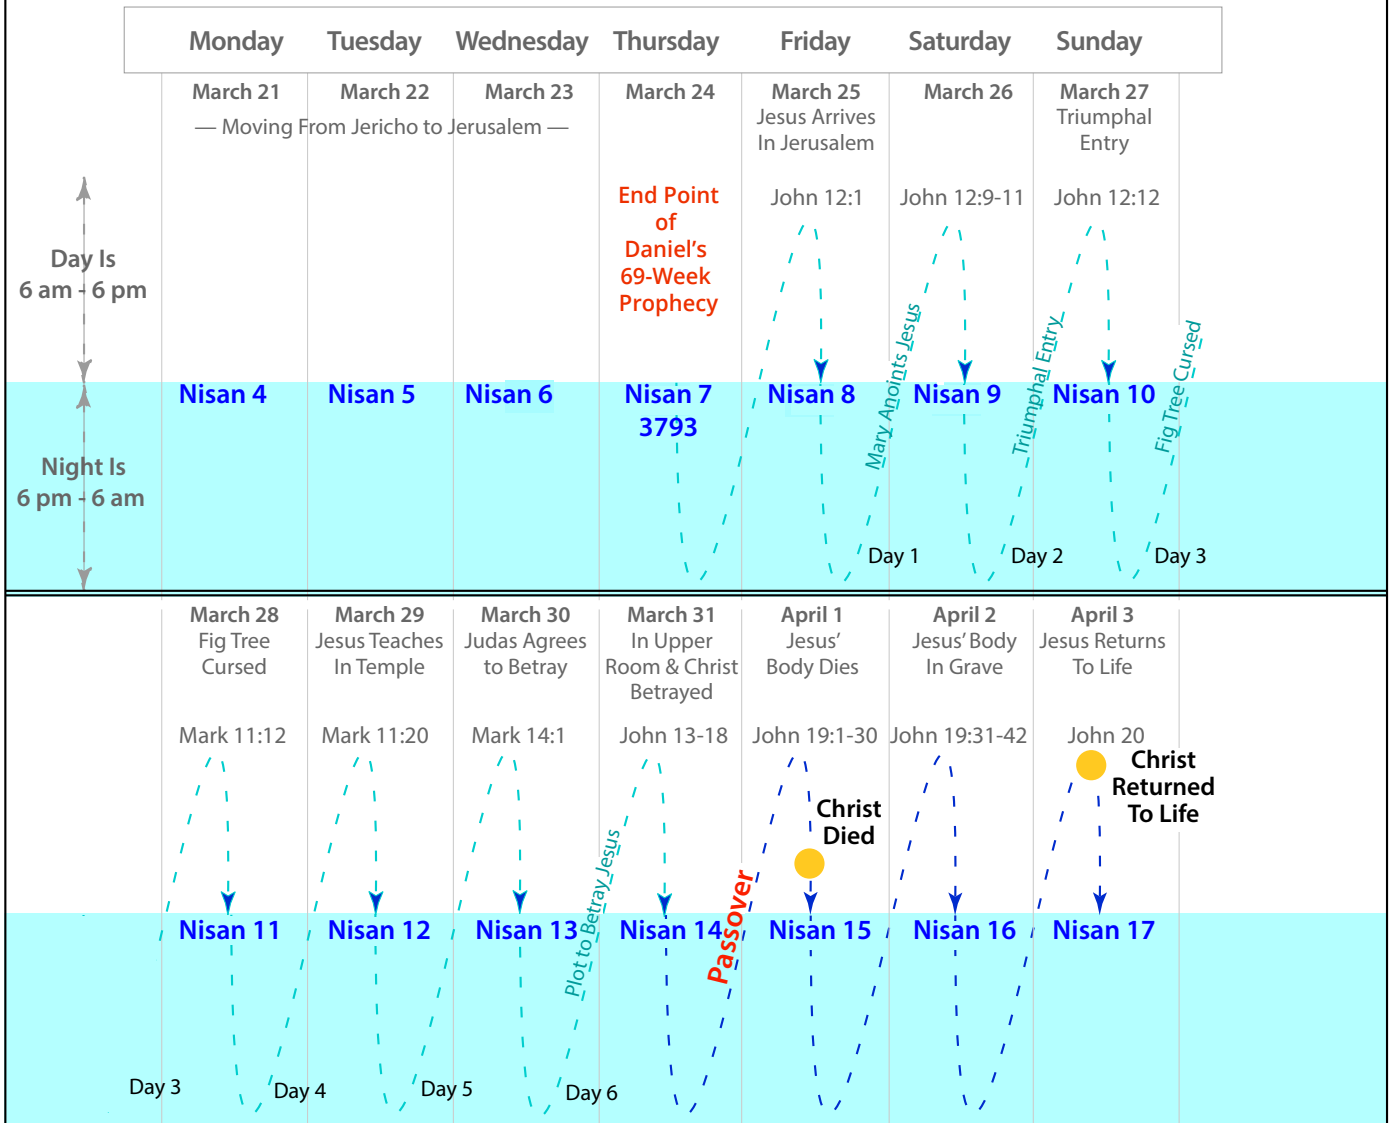 Monday Tuesday Wednesday Thursday Friday Saturday Sunday
March 21 March 22 March 23 March 24 March 25 March 26 March 27
— Moving From Jericho to Jerusalem —
Jesus Arrives
In Jerusalem
Triumphal
Entry
End Point
of
Daniel's
69-Week
Prophecy
John 12:1 John 12:9-11 John 12:12
Day Is
6 am - 6 pm
Mary Anoints Jesus
Triumphal Entry
Fig Tree Cursed
Nisan 4 Nisan 5 Nisan 6 Nisan 7 Nisan 8 Nisan 9 Nisan 10
3793
Night Is
6 pm - 6 am
Day 1 Day 2 Day 3
March 28 March 29 March 30 March 31 April 1 April 2 April 3
Fig Tree
Cursed
Jesus Teaches
In Temple
Judas Agrees
to Betray
In Upper
Room & Christ
Betrayed
Jesus'
Body Dies
Jesus' Body
In Grave
Jesus Returns
To Life
Mark 11:12 Mark 11:20 Mark 14:1 John 13-18 John 19:1-30 John 19:31-42 John 20
Christ
Returned
To Life
Christ
Died
Plot to Betray Jesus
Passover
Nisan 11 Nisan 12 Nisan 13 Nisan 14 Nisan 15 Nisan 16 Nisan 17
Day 3 Day 4 Day 5 Day 6